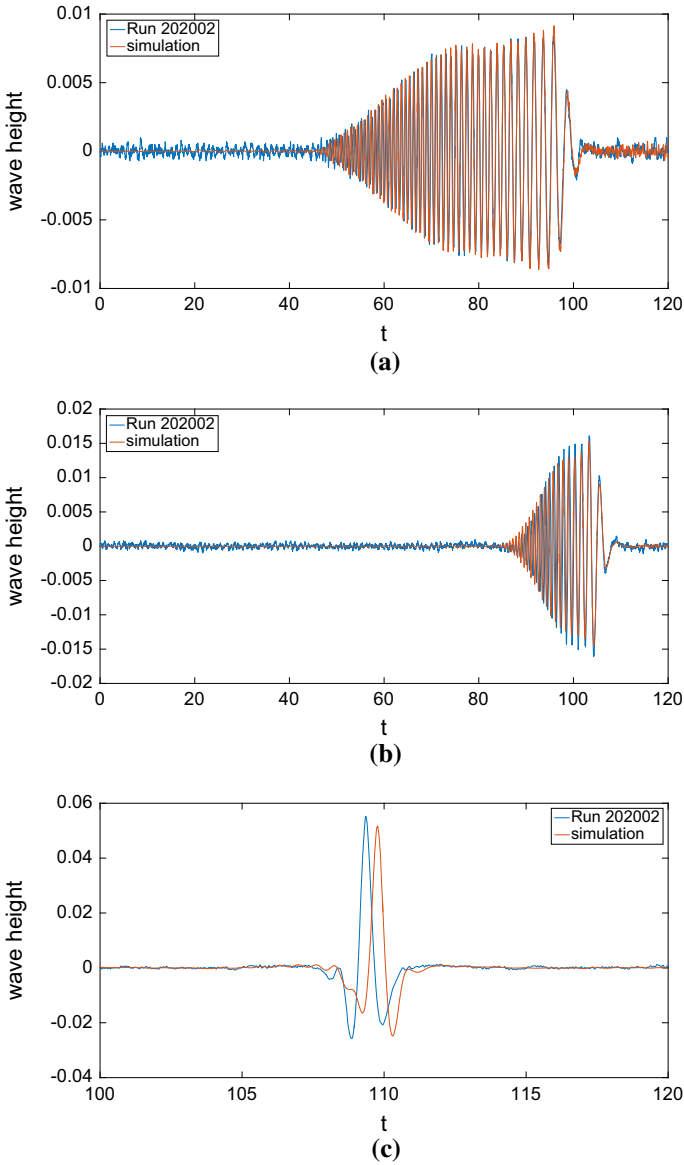 0.01
Run 202002
simulation
0.005
0
-0.005
-0.01
wave height
0 20 40 60 80 100 120
t
(a)
0.02
Run 202002
simulation
0.015
0.01
0.005
0
-0.005
-0.01
-0.015
-0.02
wave height
0 20 40 60 80 100 120
t
(b)
0.06
Run 202002
simulation
0.04
0.02
0
-0.02
-0.04
wave height
100 105 110 115 120
t
(c)